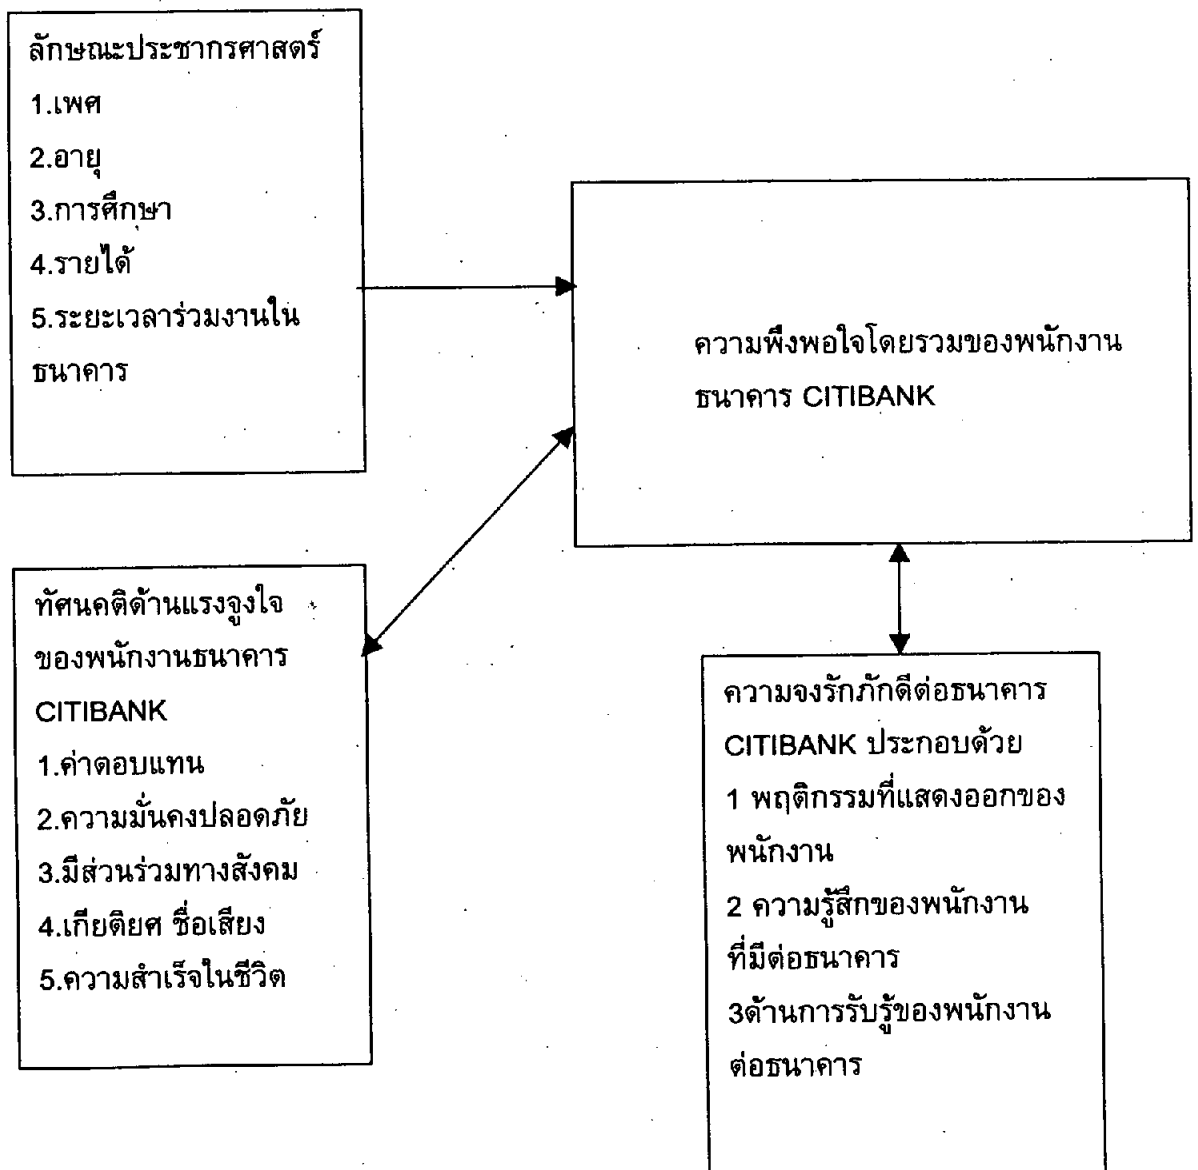 ลักษณะประชากรศาสตร์
1.เพศ
2.อายุ
3.การศึกษา
4.รายได้
5.ระยะเวลาร่วมงานใน
ธนาคาร
ความพึงพอใจโดยรวมของพนักงาน
ธนาคาร CITIBANK
ทัศนคติด้านแรงจูงใจ
ของพนักงานธนาคาร
CITIBANK
1.ค่าตอบแทน
2.ความมั่นคงปลอดภัย
3.มีส่วนร่วมทางสังคม
4.เกียติยศ ชื่อเสียง
5.ความสำเร็จในชีวิต
ความจงรักภักดีต่อธนาคาร
CITIBANK ประกอบด้วย
1 พฤติกรรมที่แสดงออกของ
พนักงาน
2 ความรู้สึกของพนักงาน
ที่มีต่อธนาคาร
3ด้านการรับรู้ของพนักงาน
ต่อธนาคาร